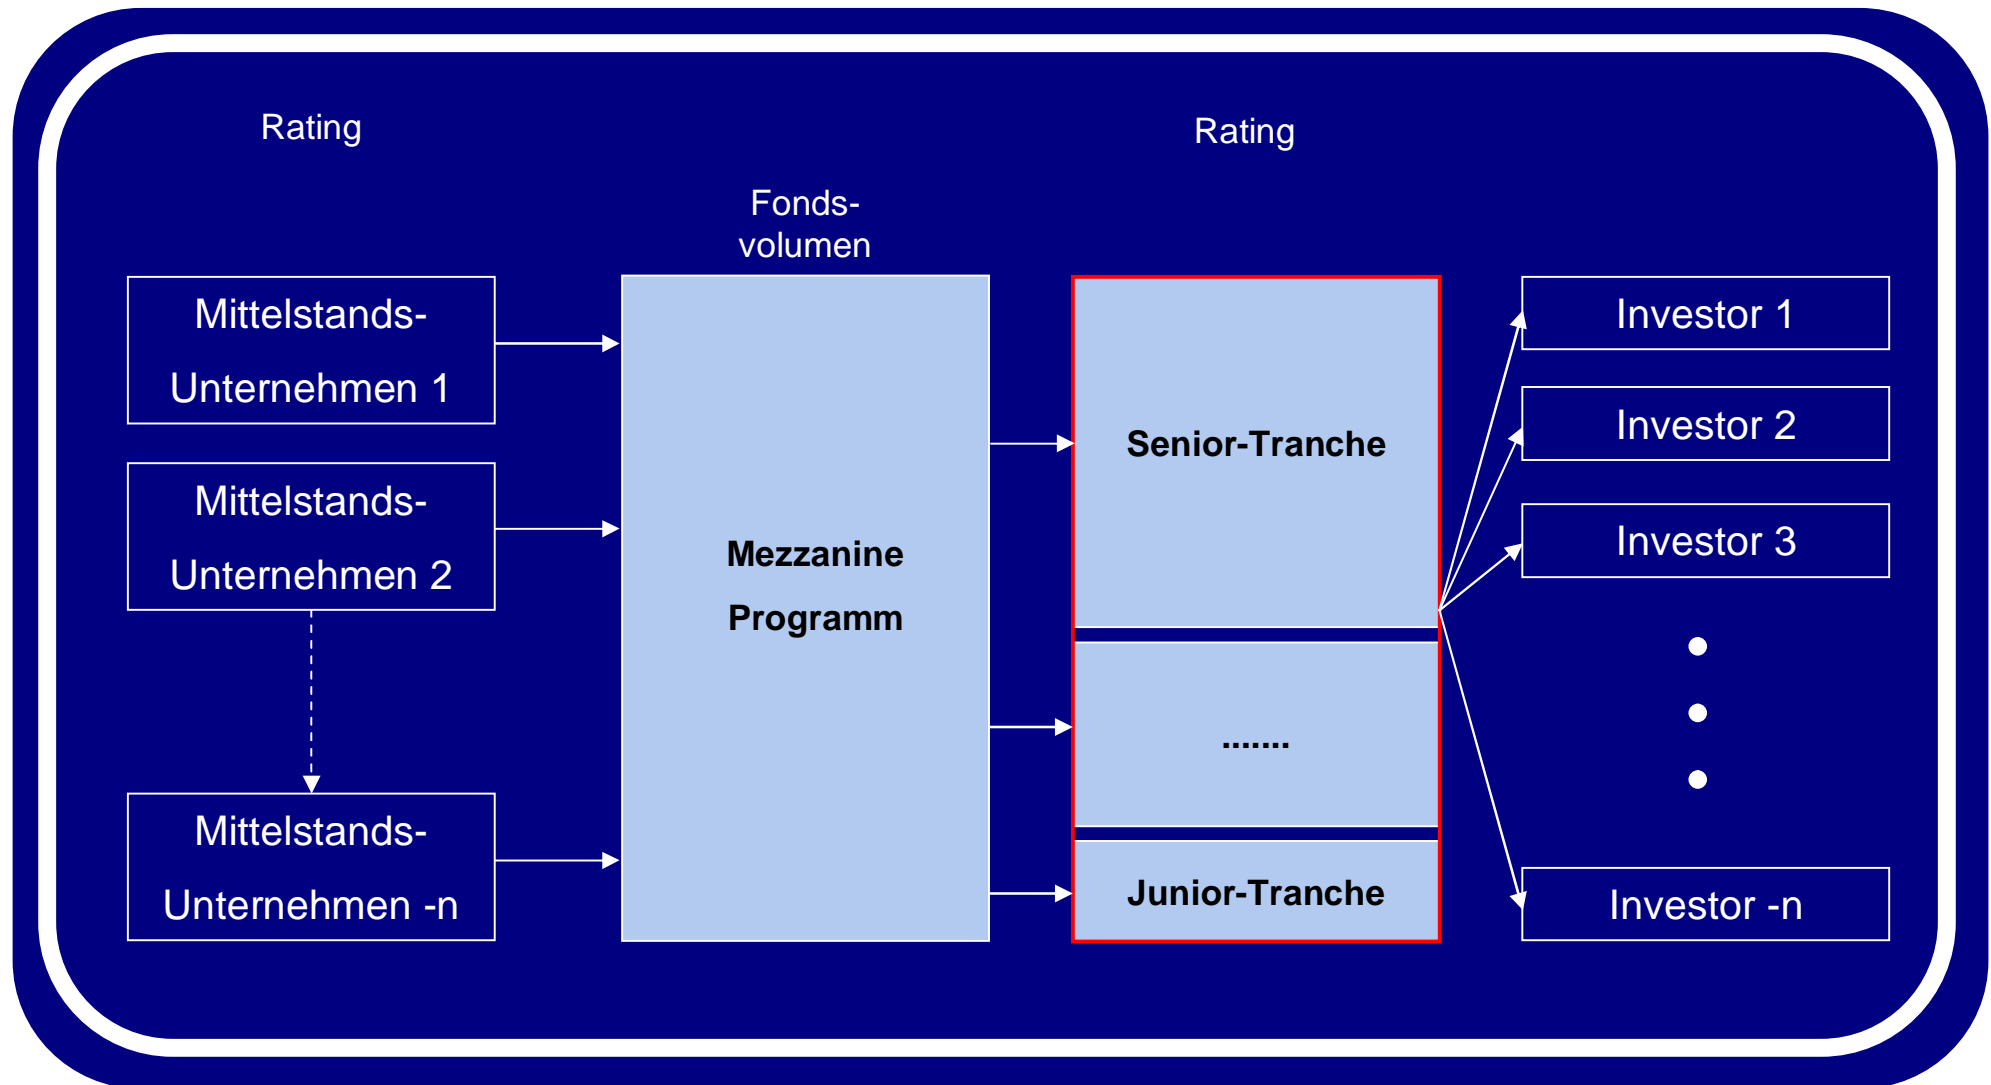 Rating
Rating
Fonds-
volumen
Mittelstands-
Unternehmen 1
Mittelstands-
Unternehmen 2
Mittelstands-
Unternehmen -n
Mezzanine
Programm
Senior-Tranche
.......
Junior-Tranche
Investor 1
Investor 2
Investor 3
Investor -n